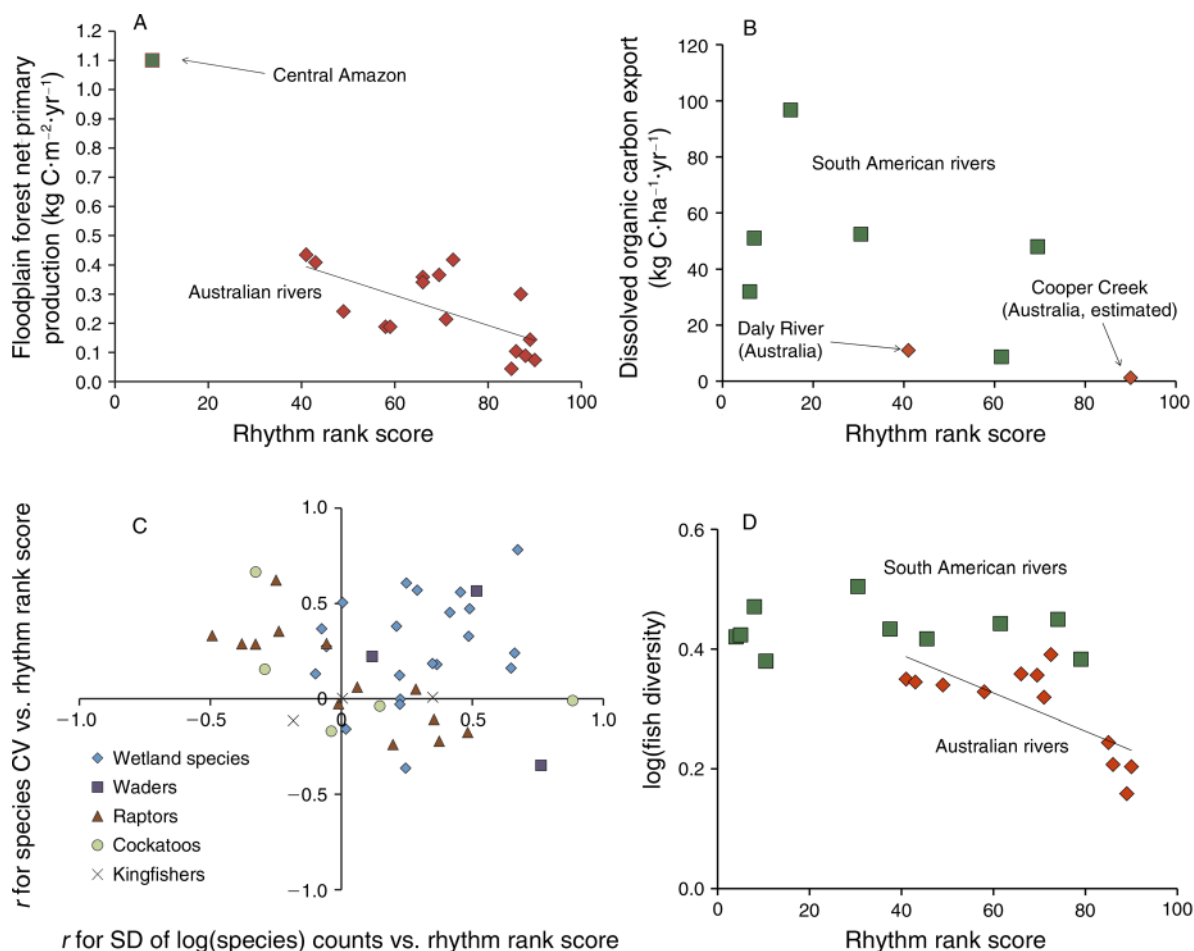 A
Floodplain forest net primary
production (kg C·m⁻²·yr⁻¹)
1.2
1.1
1.0
0.9
0.8
0.7
0.6
0.5
0.4
0.3
0.2
0.1
0.0
Central Amazon
Australian rivers
0 20 40 60 80 100
Rhythm rank score
B
Dissolved organic carbon export
(kg C·ha⁻¹·yr⁻¹)
120
100
80
60
40
20
0
South American rivers
Cooper Creek
(Australia, estimated)
Daly River
(Australia)
0 20 40 60 80 100
Rhythm rank score
C
r for species CV vs. rhythm rank score
1.0
0.5
0
−1.0 −0.5 0 0.5 1.0
−0.5
−1.0
Wetland species
Waders
Raptors
Cockatoos
Kingfishers
r for SD of log(species) counts vs. rhythm rank score
D
log(fish diversity)
0.6
0.4
0.2
0.0
South American rivers
Australian rivers
0 20 40 60 80 100
Rhythm rank score